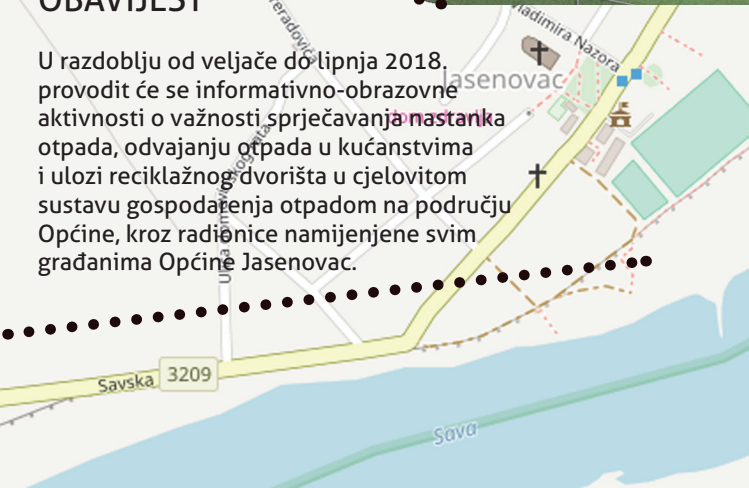 OBAVIJEST
U razdoblju od veljače do lipnja 2018.
provodit će se informativno-obrazovne
aktivnosti o važnosti sprječavanja nastanka
otpada, odvajanju otpada u kućanstvima
i ulozi reciklažnog dvorišta u cjelovitom
sustavu gospodarenja otpadom na području
Općine, kroz radionice namijenjene svim
građanima Općine Jasenovac.
Vladimira Nazora
Jasenovac
dom zdravlja
Savska
3209
Sava